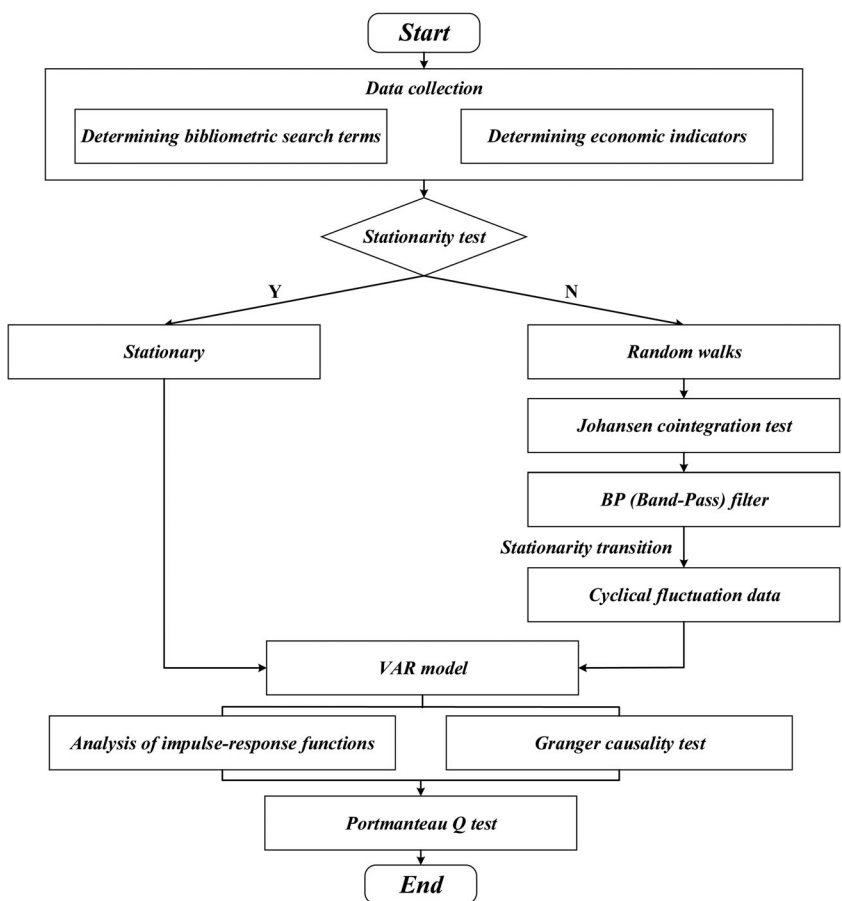 Start
Data collection
Determining bibliometric search terms
Determining economic indicators
Stationarity test
Y
N
Stationary
Random walks
Johansen cointegration test
BP (Band-Pass) filter
Stationarity transition
Cyclical fluctuation data
VAR model
Analysis of impulse-response functions
Granger causality test
Portmanteau Q test
End